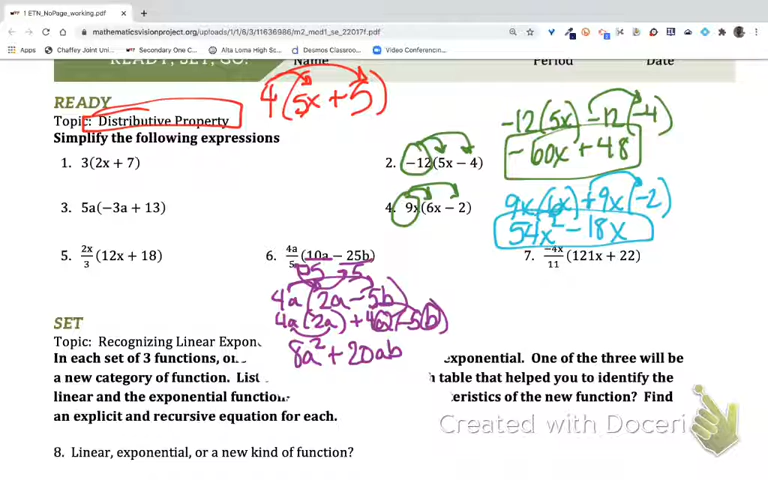 1 ETN_NoPage_working.pdf
mathematicsvisionproject.org/uploads/1/1/6/3/11636986/m2_mod1_se_22017f.pdf
Apps
Chaffey Joint Uni...
Secondary One C...
Alta Loma High Sc...
Desmos Classroo...
Video Conferencin...
READY, SET, GO!
Name
Period
Date
READY
4(5x + 5)
Topic: Distributive Property
Simplify the following expressions
-12(5x) - 12(-4)
-60x + 48
1. 3(2x + 7)
2. −12(5x − 4)
9x(6x) + 9x(-2)
54x² - 18x
3. 5a(−3a + 13)
4. 9x(6x − 2)
5. 2x/3 (12x + 18)
6. 4a/5 (10a − 25b)
7. −4x/11 (121x + 22)
÷5 ÷5
4a(2a - 5b)
4a(2a) + 4a(-5b)
8a² + 20ab
SET
Topic: Recognizing Linear Expon
In each set of 3 functions, on
exponential. One of the three will be
a new category of function. List
h table that helped you to identify the
linear and the exponential function
teristics of the new function? Find
an explicit and recursive equation for each.
Created with Doceri
8. Linear, exponential, or a new kind of function?